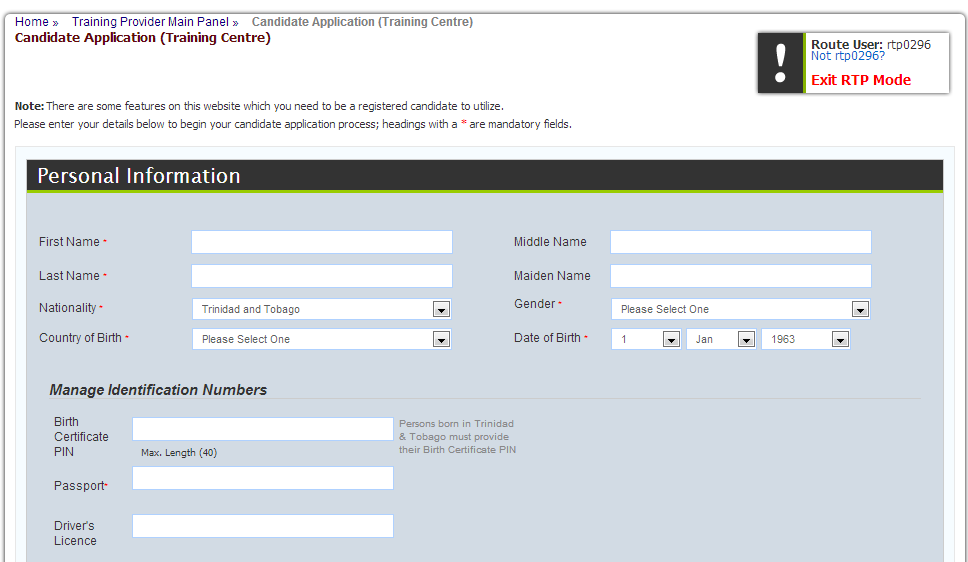 Home » Training Provider Main Panel » Candidate Application (Training Centre)
Candidate Application (Training Centre)
! Route User: rtp0296
Not rtp0296?
Exit RTP Mode
Note: There are some features on this website which you need to be a registered candidate to utilize.
Please enter your details below to begin your candidate application process; headings with a * are mandatory fields.
Personal Information
First Name * Middle Name
Last Name * Maiden Name
Nationality * Trinidad and Tobago Gender * Please Select One
Country of Birth * Please Select One Date of Birth * 1 Jan 1963
Manage Identification Numbers
Birth
Certificate
PIN
Max. Length (40)
Persons born in Trinidad
& Tobago must provide
their Birth Certificate PIN
Passport*
Driver's
Licence